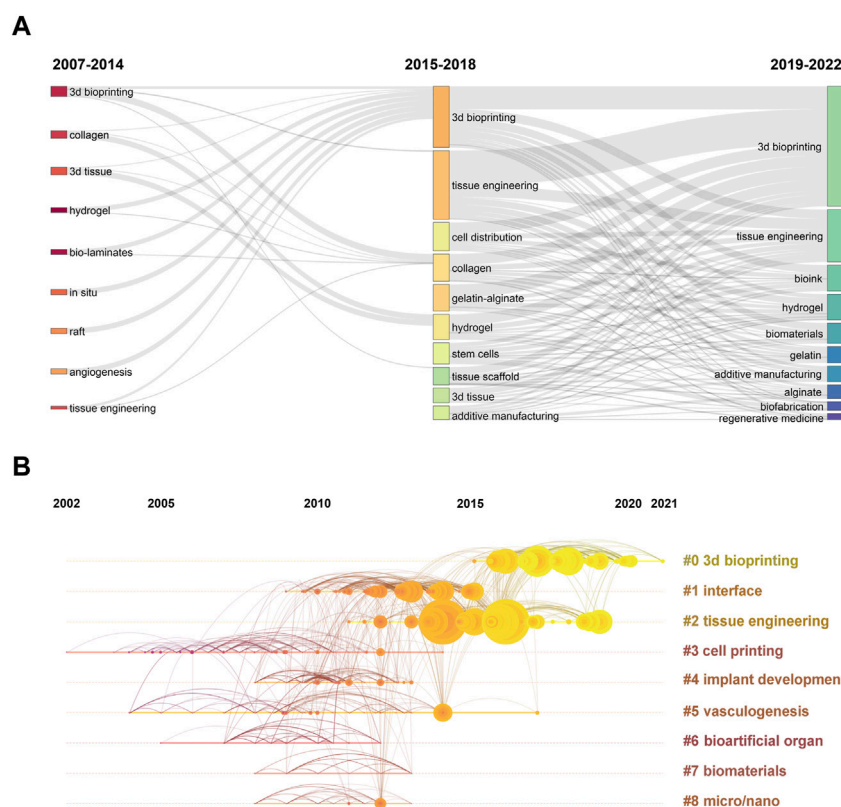 A
2007-2014 2015-2018 2019-2022
3d bioprinting
collagen
3d tissue
hydrogel
bio-laminates
in situ
raft
angiogenesis
tissue engineering
3d bioprinting
tissue engineering
cell distribution
collagen
gelatin-alginate
hydrogel
stem cells
tissue scaffold
3d tissue
additive manufacturing
3d bioprinting
tissue engineering
bioink
hydrogel
biomaterials
gelatin
additive manufacturing
alginate
biofabrication
regenerative medicine
B
2002 2005 2010 2015 2020 2021
#0 3d bioprinting
#1 interface
#2 tissue engineering
#3 cell printing
#4 implant developmen
#5 vasculogenesis
#6 bioartificial organ
#7 biomaterials
#8 micro/nano